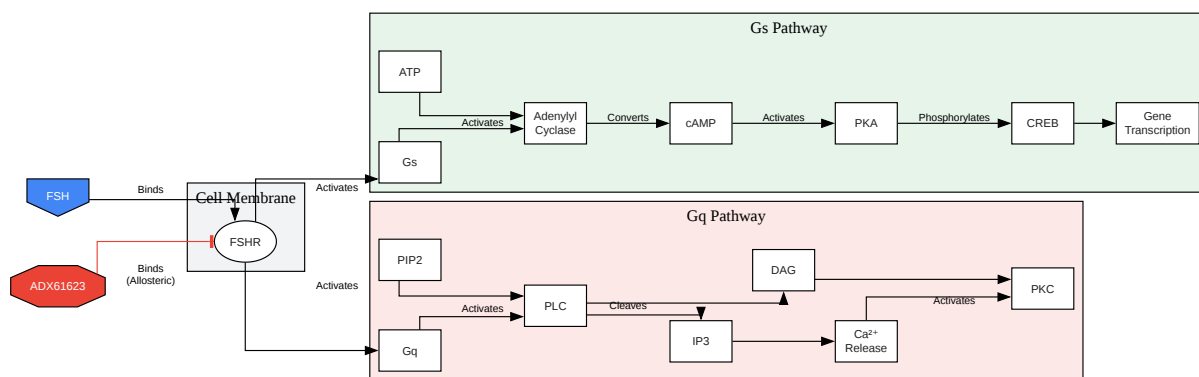 Gs Pathway
ATP
Activates
Adenylyl
Cyclase
Converts
cAMP
Activates
PKA
Phosphorylates
CREB
Gene
Transcription
Gs
FSH
Binds
Cell Membrane
Activates
FSHR
ADX61623
Binds
(Allosteric)
Activates
Gq Pathway
PIP2
Activates
PLC
Cleaves
DAG
IP3
Ca²⁺
Release
Activates
PKC
Gq